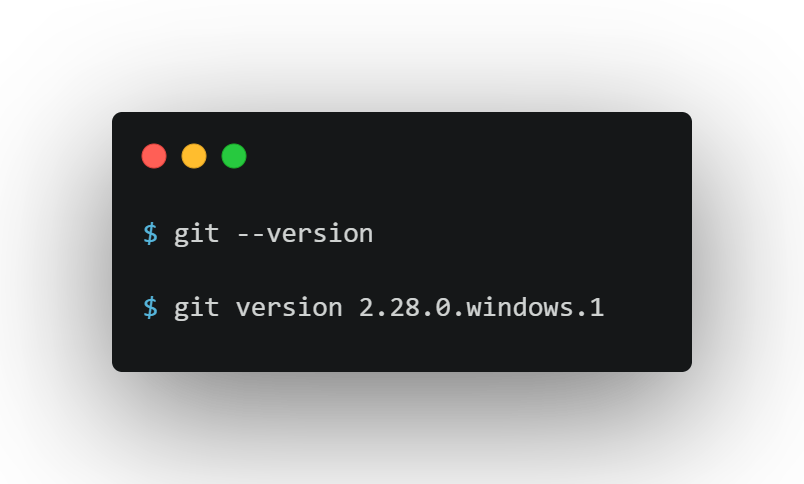 $ git --version
$ git version 2.28.0.windows.1